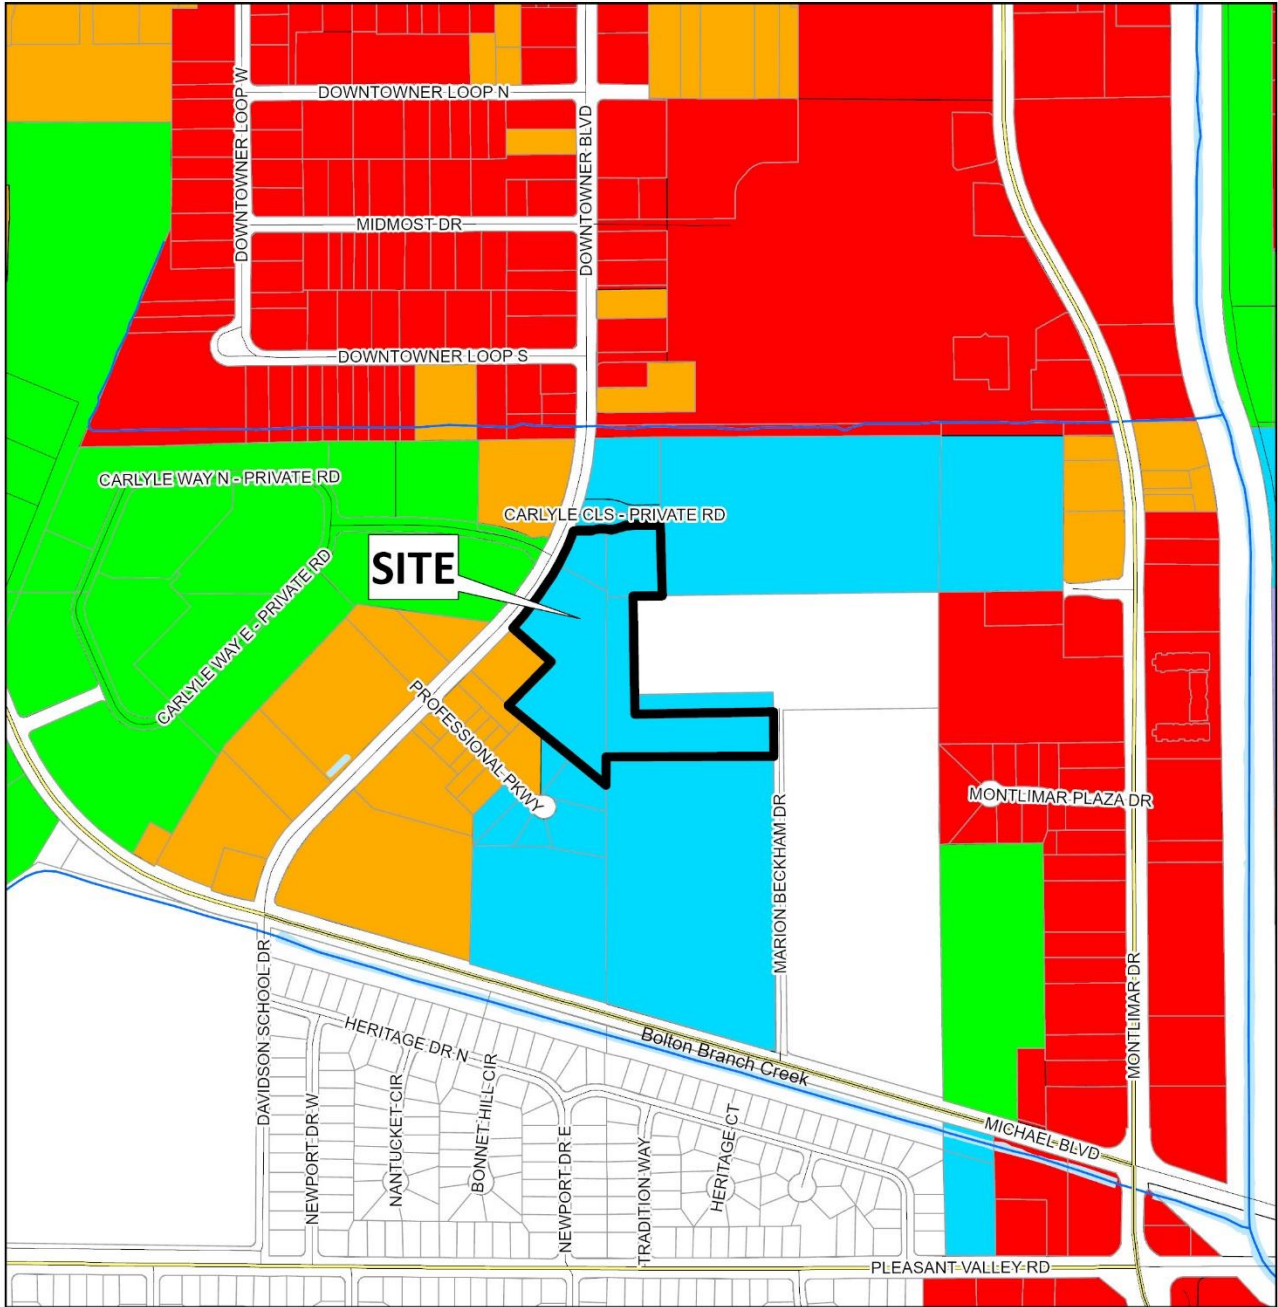 DOWNTOWNER LOOP W
DOWNTOWNER LOOP N
DOWNTOWNER BLVD
MIDMOST DR
DOWNTOWNER LOOP S
CARLYLE WAY N - PRIVATE RD
CARLYLE CLS - PRIVATE RD
SITE
CARLYLE WAY E - PRIVATE RD
PROFESSIONAL PKWY
MONTLIMAR PLAZA DR
MARION BECKHAM DR
DAVIDSON SCHOOL DR
MONTLIMAR DR
HERITAGE DR N
Bolton Branch Creek
MICHAEL BLVD
NEWPORT DR W
NANTUCKET CIR
BONNET HILL CIR
NEWPORT DR E
TRADITION WAY
HERITAGE CT
PLEASANT VALLEY RD